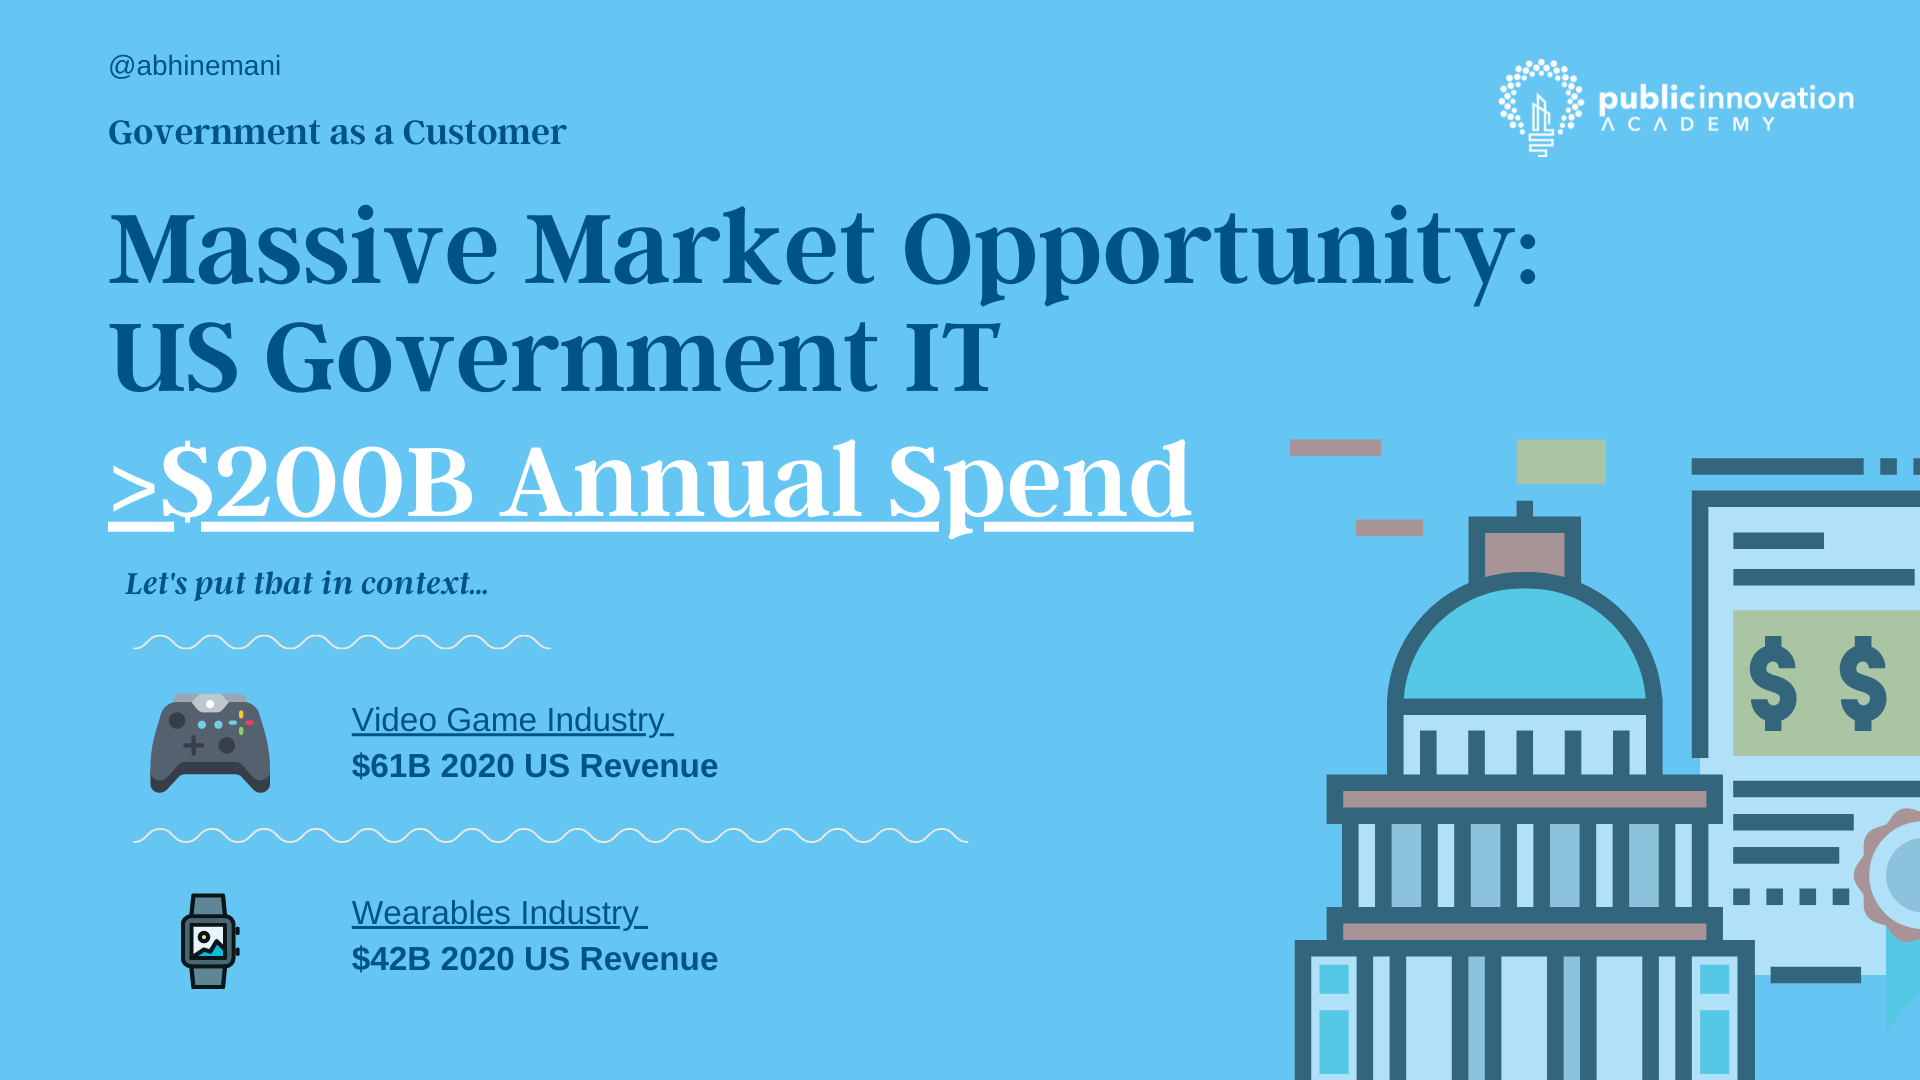 @abhinemani
publicinnovation
ACADEMY
Government as a Customer
Massive Market Opportunity:
US Government IT
>$200B Annual Spend
Let's put that in context...
$ $
Video Game Industry
$61B 2020 US Revenue
Wearables Industry
$42B 2020 US Revenue